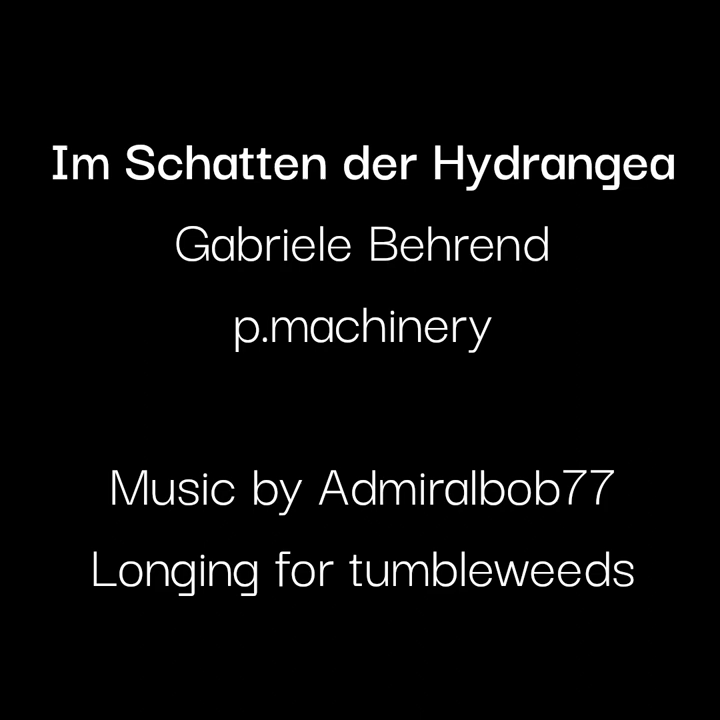 Im Schatten der Hydrangea
Gabriele Behrend
p.machinery
Music by Admiralbob77
Longing for tumbleweeds